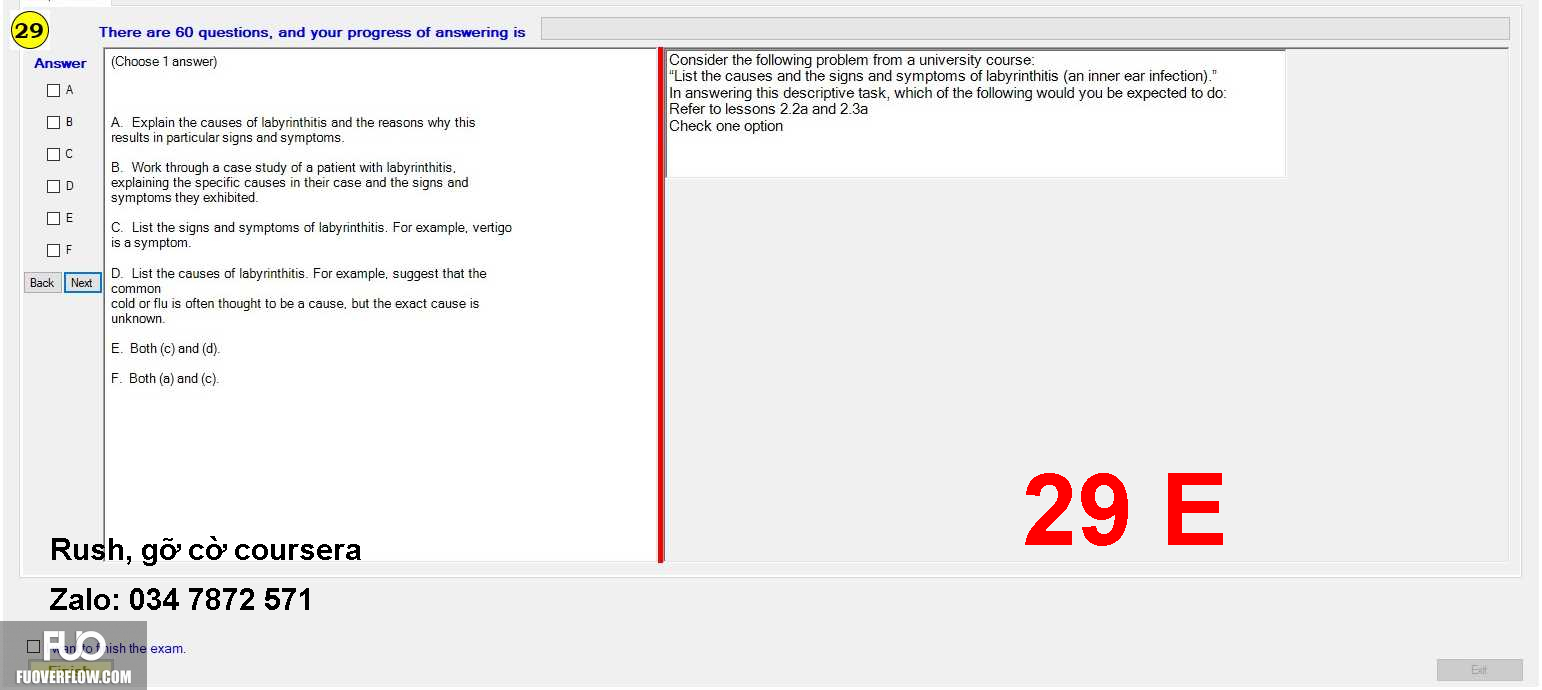 29
There are 60 questions, and your progress of answering is
Answer
A
B
C
D
E
F
Back
Next
(Choose 1 answer)
A. Explain the causes of labyrinthitis and the reasons why this
results in particular signs and symptoms.
B. Work through a case study of a patient with labyrinthitis,
explaining the specific causes in their case and the signs and
symptoms they exhibited.
C. List the signs and symptoms of labyrinthitis. For example, vertigo
is a symptom.
D. List the causes of labyrinthitis. For example, suggest that the
common
cold or flu is often thought to be a cause, but the exact cause is
unknown.
E. Both (c) and (d).
F. Both (a) and (c).
Consider the following problem from a university course:
“List the causes and the signs and symptoms of labyrinthitis (an inner ear infection).”
In answering this descriptive task, which of the following would you be expected to do:
Refer to lessons 2.2a and 2.3a
Check one option
29 E
Rush, gỡ cờ coursera
Zalo: 034 7872 571
FUO
the exam.
FUOVERFLOW.COM
Exit